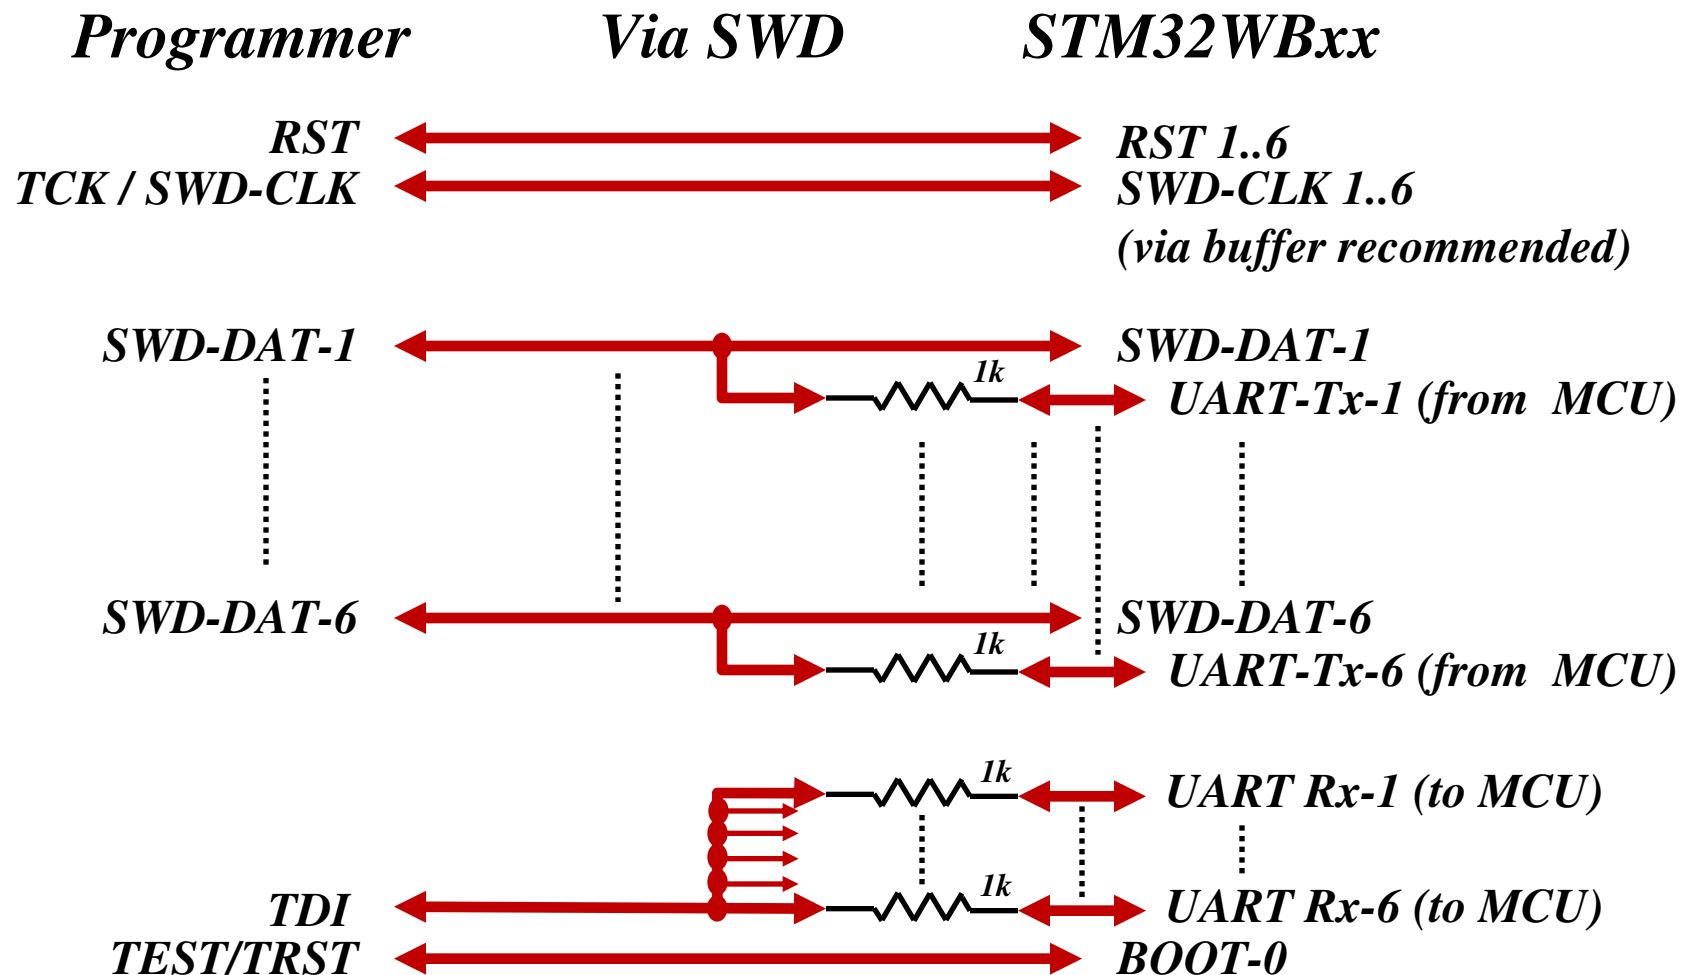 Programmer Via SWD STM32WBxx
RST RST 1..6
TCK / SWD-CLK SWD-CLK 1..6
(via buffer recommended)
SWD-DAT-1 SWD-DAT-1
1k
UART-Tx-1 (from MCU)
SWD-DAT-6 SWD-DAT-6
1k
UART-Tx-6 (from MCU)
1k
UART Rx-1 (to MCU)
1k
TDI UART Rx-6 (to MCU)
TEST/TRST BOOT-0